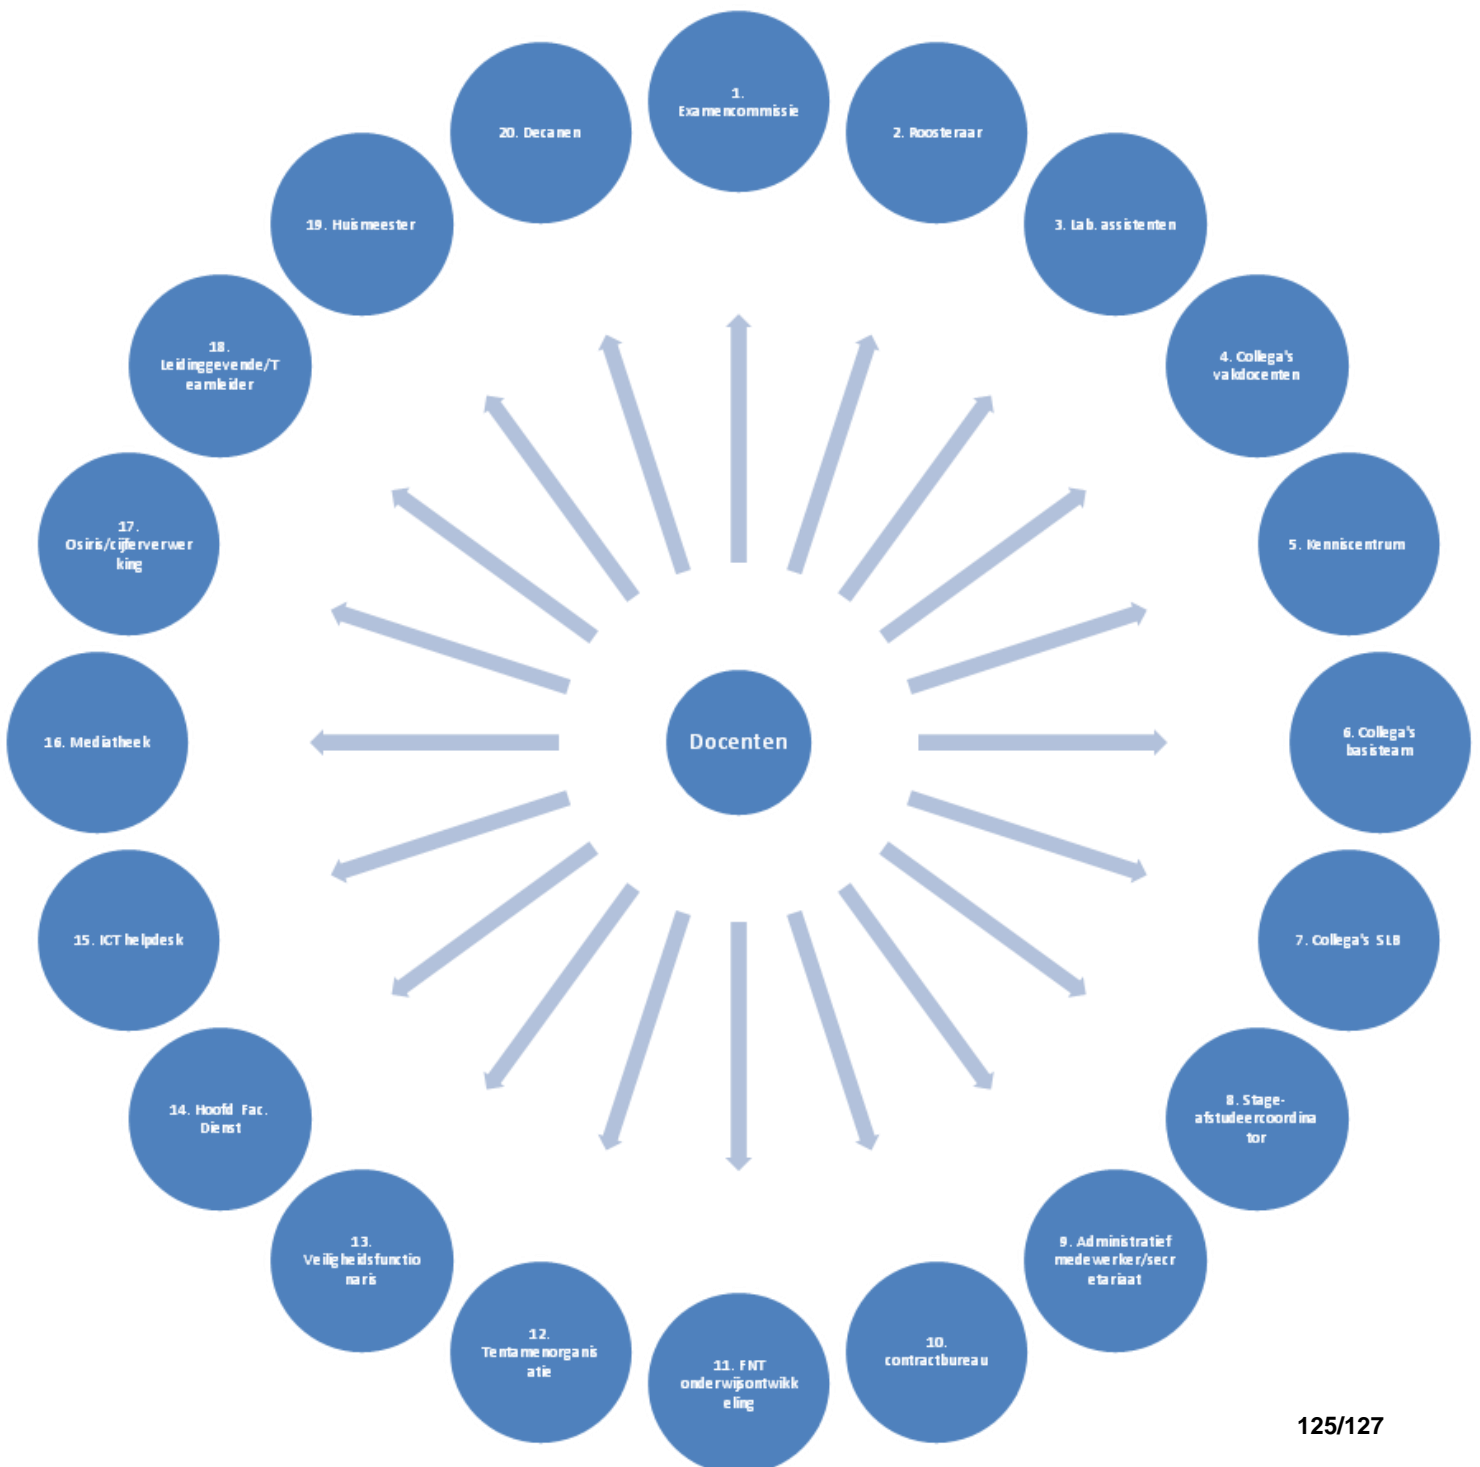 1.
Examencommissie
2. Roosteraar
3. Lab. assistenten
4. Collega's
vakdocenten
5. Kenniscentrum
6. Collega's
basisteam
7. Collega's SLB
8. Stage-
afstudeercoordina
tor
9. Administratief
medewerker/secr
etariaat
10.
contractbureau
11. FNT
onderwijsontwikk
eling
12.
Tentamenorganis
atie
13.
Veiligheidsfunctio
naris
14. Hoofd Fac.
Dienst
15. ICT helpdesk
16. Mediatheek
17.
Osiris/cijferverwer
king
18.
Leidinggevende/T
eamleider
19. Huismeester
20. Decanen
Docenten
125/127